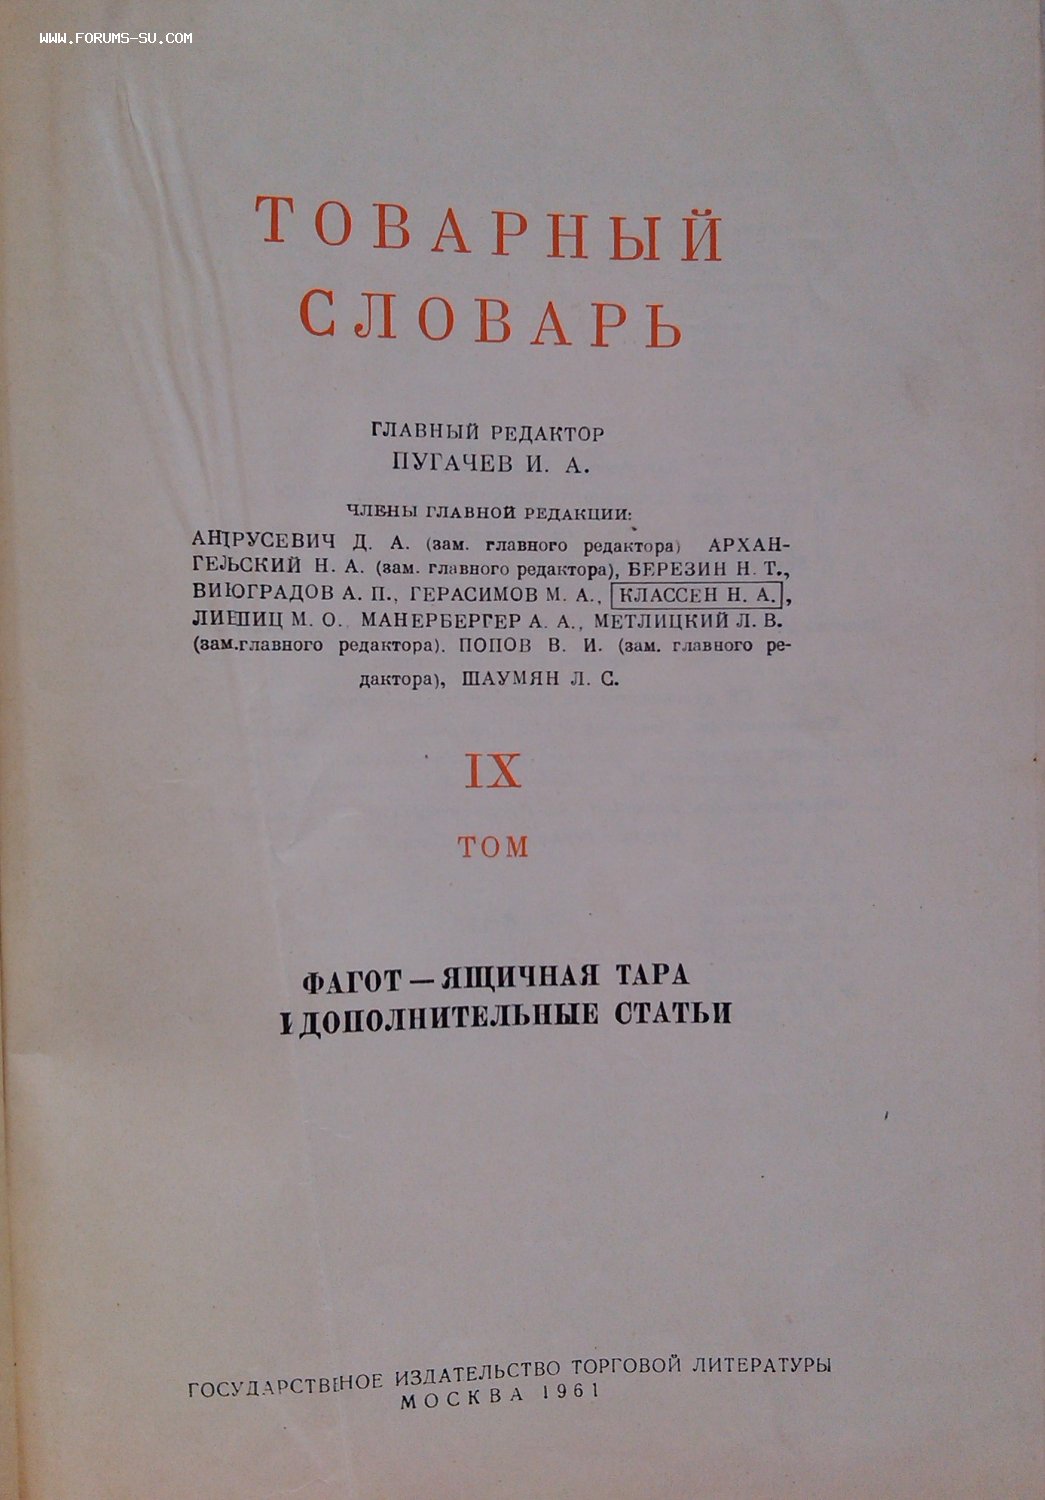 WWW.FORUMS-SU.COM
ТОВАРНЫЙ
СЛОВАРЬ
ГЛАВНЫЙ РЕДАКТОР
ПУГАЧЕВ И. А.
ЧЛЕНЫ ГЛАВНОЙ РЕДАКЦИИ:
АНДРУСЕВИЧ Д. А. (зам. главного редактора) АРХАН-
ГЕЛЬСКИЙ Н. А. (зам. главного редактора), БЕРЕЗИН Н. Т.,
ВИНОГРАДОВ А. П., ГЕРАСИМОВ М. А., КЛАССЕН Н. А.,
ЛИФШИЦ М. О., МАНЕРБЕРГЕР А. А., МЕТЛИЦКИЙ Л. В.
(зам.главного редактора). ПОПОВ В. И. (зам. главного ре-
дактора), ШАУМЯН Л. С.
IX
ТОМ
ФАГОТ — ЯЩИЧНАЯ ТАРА
И ДОПОЛНИТЕЛЬНЫЕ СТАТЬИ
ГОСУДАРСТВЕННОЕ ИЗДАТЕЛЬСТВО ТОРГОВОЙ ЛИТЕРАТУРЫ
МОСКВА 1961